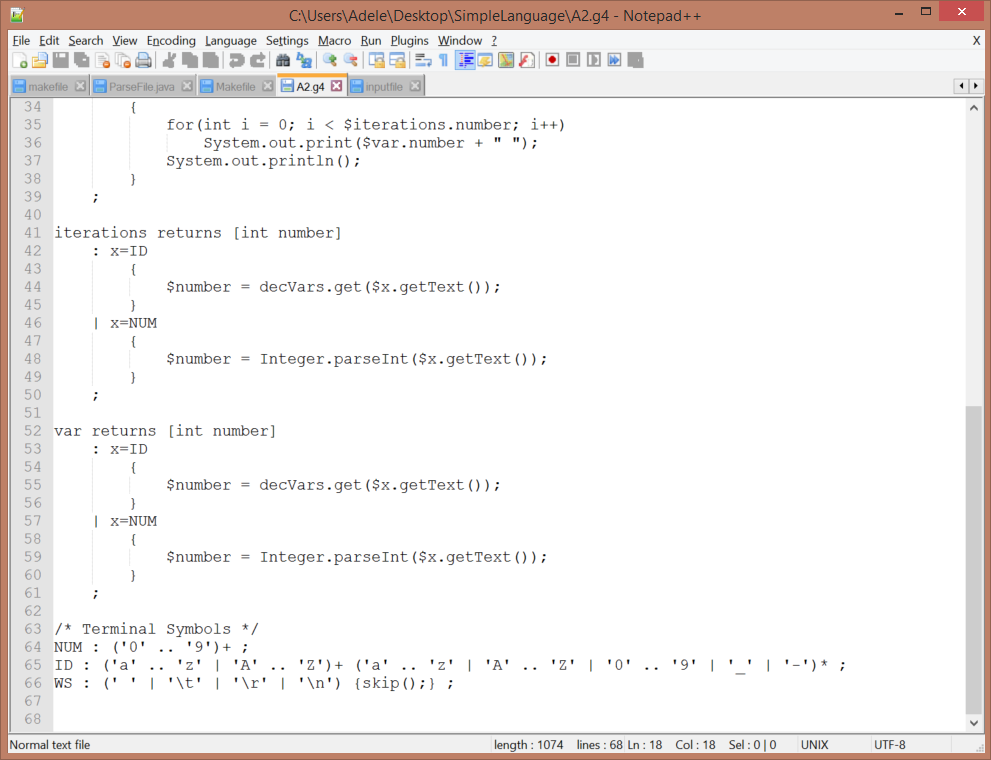 C:\Users\Adele\Desktop\SimpleLanguage\A2.g4 - Notepad++
File Edit Search View Encoding Language Settings Macro Run Plugins Window ? X
makefile ParseFile.java Makefile A2.g4 inputfile
34 {
35 for(int i = 0; i < $iterations.number; i++)
36 System.out.print($var.number + " ");
37 System.out.println();
38 }
39 ;
40
41 iterations returns [int number]
42 : x=ID
43 {
44 $number = decVars.get($x.getText());
45 }
46 | x=NUM
47 {
48 $number = Integer.parseInt($x.getText());
49 }
50 ;
51
52 var returns [int number]
53 : x=ID
54 {
55 $number = decVars.get($x.getText());
56 }
57 | x=NUM
58 {
59 $number = Integer.parseInt($x.getText());
60 }
61 ;
62
63 /* Terminal Symbols */
64 NUM : ('0' .. '9')+ ;
65 ID : ('a' .. 'z' | 'A' .. 'Z')+ ('a' .. 'z' | 'A' .. 'Z' | '0' .. '9' | '_' | '-')* ;
66 WS : (' ' | '\t' | '\r' | '\n') {skip();} ;
67
68
Normal text file length : 1074 lines : 68 Ln : 18 Col : 18 Sel : 0 | 0 UNIX UTF-8